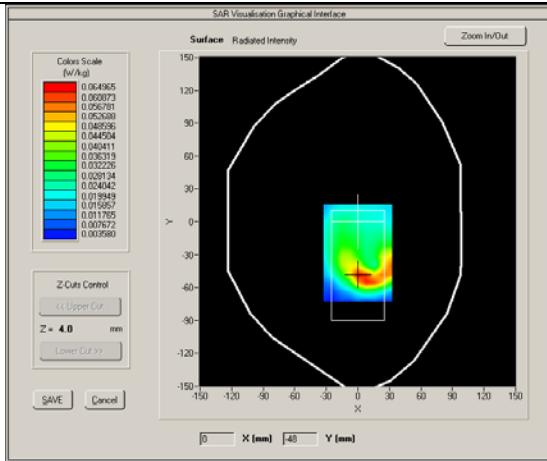 SAR Visualisation Graphical Interface
Surface Radiated Intensity
Zoom In/Out
Colors Scale
(W/kg)
0.064965
0.060873
0.056781
0.052688
0.048596
0.044504
0.040411
0.036319
0.032226
0.028134
0.024042
0.019949
0.015857
0.011765
0.007672
0.003580
Z-Cuts Control
<< Upper Cut
Z = 4.0 mm
Lower Cut >>
SAVE Cancel
150
120
90
60
30
0
-30
-60
-90
-120
-150
Y
-150 -120 -90 -60 -30 0 30 60 90 120 150
X
0 X (mm) -48 Y (mm)